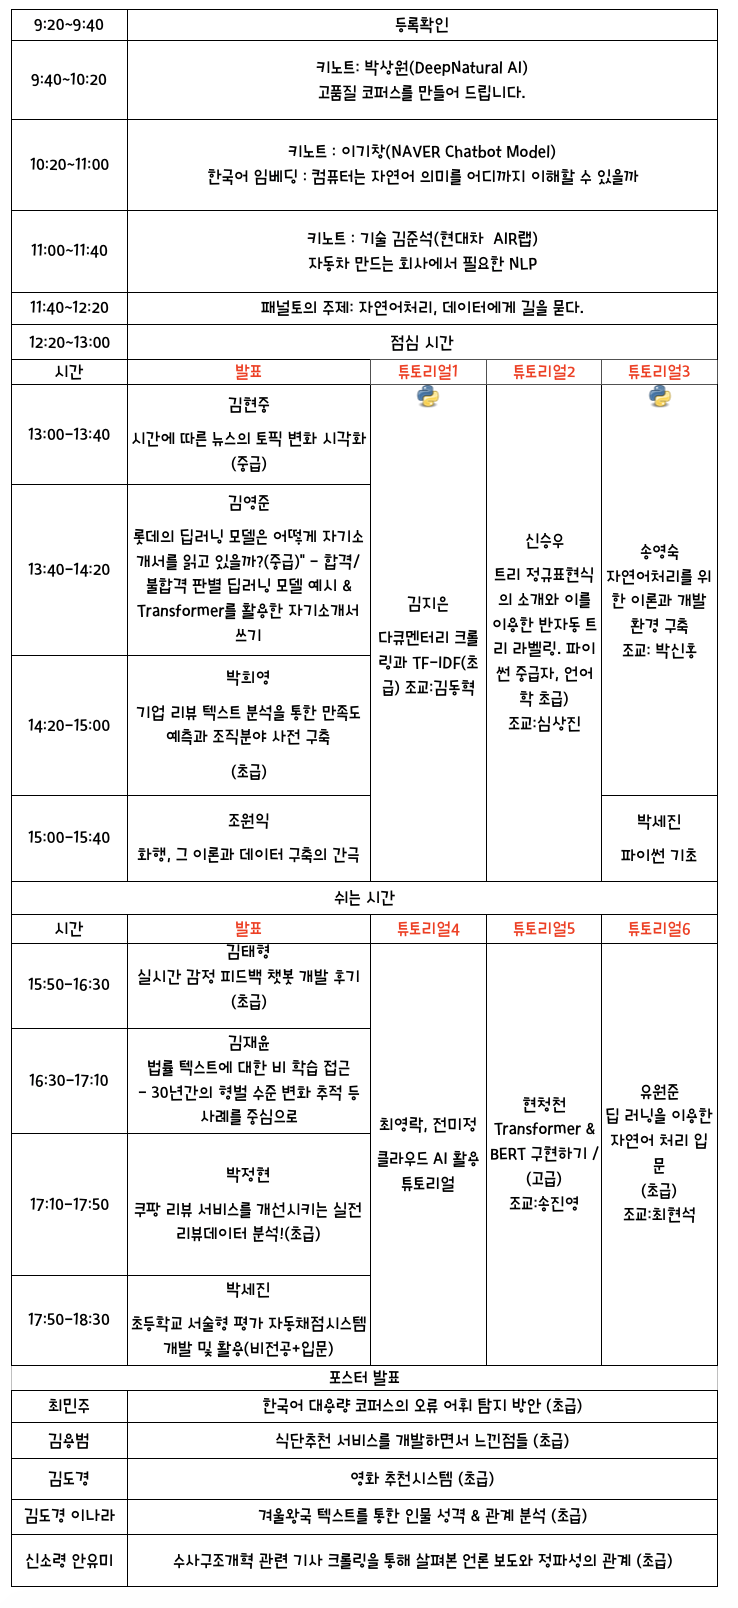 9:20~9:40
등록확인
9:40~10:20
키노트: 박상원(DeepNatural AI)
고품질 코퍼스를 만들어 드립니다.
10:20~11:00
키노트 : 이기창(NAVER Chatbot Model)
한국어 임베딩 : 컴퓨터는 자연어 의미를 어디까지 이해할 수 있을까
11:00~11:40
키노트 : 기술 김준석(현대차 AIR랩)
자동차 만드는 회사에서 필요한 NLP
11:40~12:20
패널토의 주제: 자연어처리, 데이터에게 길을 묻다.
12:20~13:00
점심 시간
시간
발표
튜토리얼1
튜토리얼2
튜토리얼3
13:00-13:40
김현중
시간에 따른 뉴스의 토픽 변화 시각화
(중급)
13:40-14:20
김영준
롯데의 딥러닝 모델은 어떻게 자기소
개서를 읽고 있을까?(중급)" - 합격/
불합격 판별 딥러닝 모델 예시 &
Transformer를 활용한 자기소개서
쓰기
14:20-15:00
박희영
기업 리뷰 텍스트 분석을 통한 만족도
예측과 조직분야 사전 구축
(초급)
15:00-15:40
조원익
화행, 그 이론과 데이터 구축의 간극
김지은
다큐멘터리 크롤
링과 TF-IDF(초
급) 조교:김동혁
신승우
트리 정규표현식
의 소개와 이를
이용한 반자동 트
리 라벨링. 파이
썬 중급자, 언어
학 초급)
조교:심상진
송영숙
자연어처리를 위
한 이론과 개발
환경 구축
조교: 박신홍
박세진
파이썬 기초
쉬는 시간
시간
발표
튜토리얼4
튜토리얼5
튜토리얼6
15:50-16:30
김태형
실시간 감정 피드백 챗봇 개발 후기
(초급)
16:30-17:10
김재윤
법률 텍스트에 대한 비 학습 접근
- 30년간의 형벌 수준 변화 추적 등
사례를 중심으로
17:10-17:50
박정현
쿠팡 리뷰 서비스를 개선시키는 실전
리뷰데이터 분석!(초급)
17:50-18:30
박세진
초등학교 서술형 평가 자동채점시스템
개발 및 활용(비전공+입문)
최영락, 전미정
클라우드 AI 활용
튜토리얼
현청천
Transformer &
BERT 구현하기 /
(고급)
조교:송진영
유원준
딥 러닝을 이용한
자연어 처리 입
문
(초급)
조교:최현석
포스터 발표
최민주
한국어 대용량 코퍼스의 오류 어휘 탐지 방안 (초급)
김용범
식단추천 서비스를 개발하면서 느낀점들 (초급)
김도경
영화 추천시스템 (초급)
김도경 이나라
겨울왕국 텍스트를 통한 인물 성격 & 관계 분석 (초급)
신소령 안유미
수사구조개혁 관련 기사 크롤링을 통해 살펴본 언론 보도와 정파성의 관계 (초급)